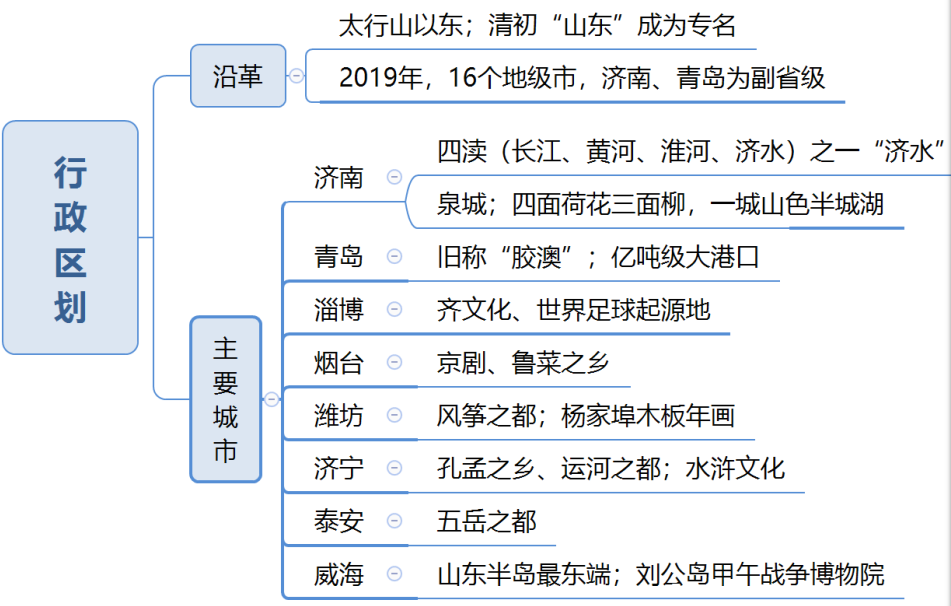 行政区划
沿革
太行山以东；清初“山东”成为专名
2019年，16个地级市，济南、青岛为副省级
主要城市
济南
四渎（长江、黄河、淮河、济水）之一“济水”
泉城；四面荷花三面柳，一城山色半城湖
青岛
旧称“胶澳”；亿吨级大港口
淄博
齐文化、世界足球起源地
烟台
京剧、鲁菜之乡
潍坊
风筝之都；杨家埠木板年画
济宁
孔孟之乡、运河之都；水浒文化
泰安
五岳之都
威海
山东半岛最东端；刘公岛甲午战争博物院